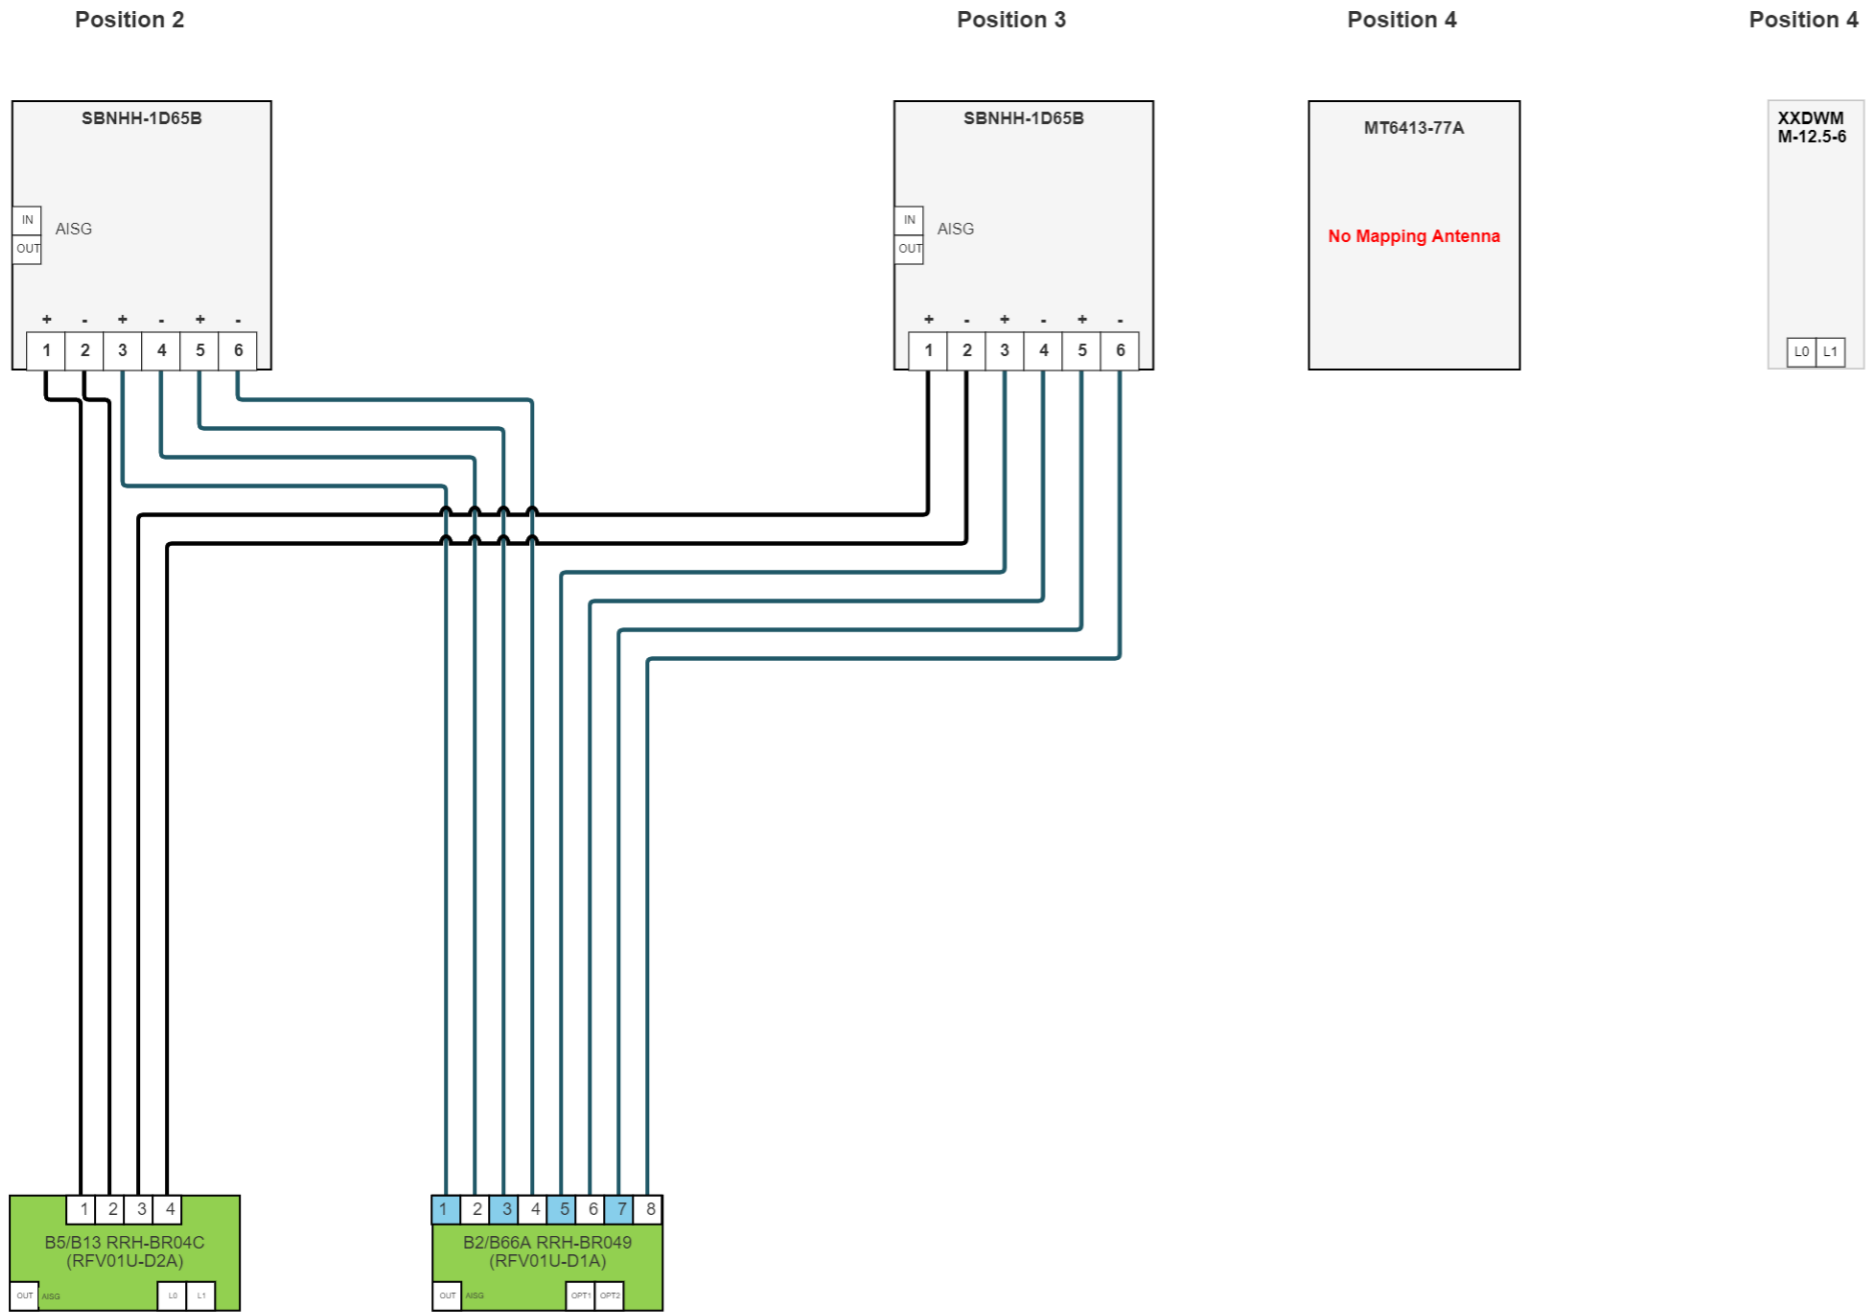 Position 2
Position 3
Position 4
Position 4
SBNHH-1D65B
IN
AISG
OUT
+ - + - + -
1 2 3 4 5 6
SBNHH-1D65B
IN
AISG
OUT
+ - + - + -
1 2 3 4 5 6
MT6413-77A
No Mapping Antenna
XXDWM
M-12.5-6
L0 L1
1 2 3 4
B5/B13 RRH-BR04C
(RFV01U-D2A)
OUT AISG L0 L1
1 2 3 4 5 6 7 8
B2/B66A RRH-BR049
(RFV01U-D1A)
OUT AISG OPT1 OPT2